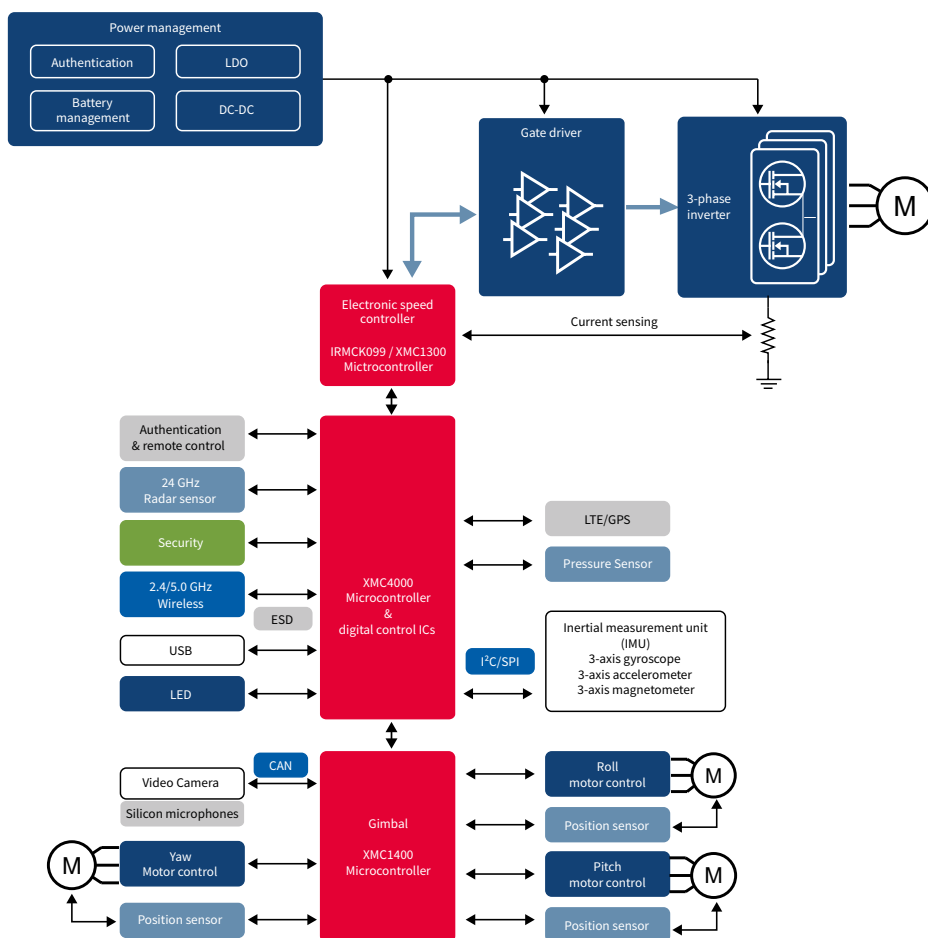 Power management
Authentication
LDO
Battery
management
DC-DC
Gate driver
3-phase
inverter
M
Electronic speed
controller
IRMCK099 / XMC1300
Mictrocontroller
Current sensing
Authentication
& remote control
24 GHz
Radar sensor
Security
2.4/5.0 GHz
Wireless
ESD
USB
LED
XMC4000
Microcontroller
&
digital control ICs
LTE/GPS
Pressure Sensor
I²C/SPI
Inertial measurement unit
(IMU)
3-axis gyroscope
3-axis accelerometer
3-axis magnetometer
CAN
Video Camera
Silicon microphones
M
Yaw
Motor control
Position sensor
Gimbal
XMC1400
Microcontroller
Roll
motor control
M
Position sensor
Pitch
motor control
M
Position sensor